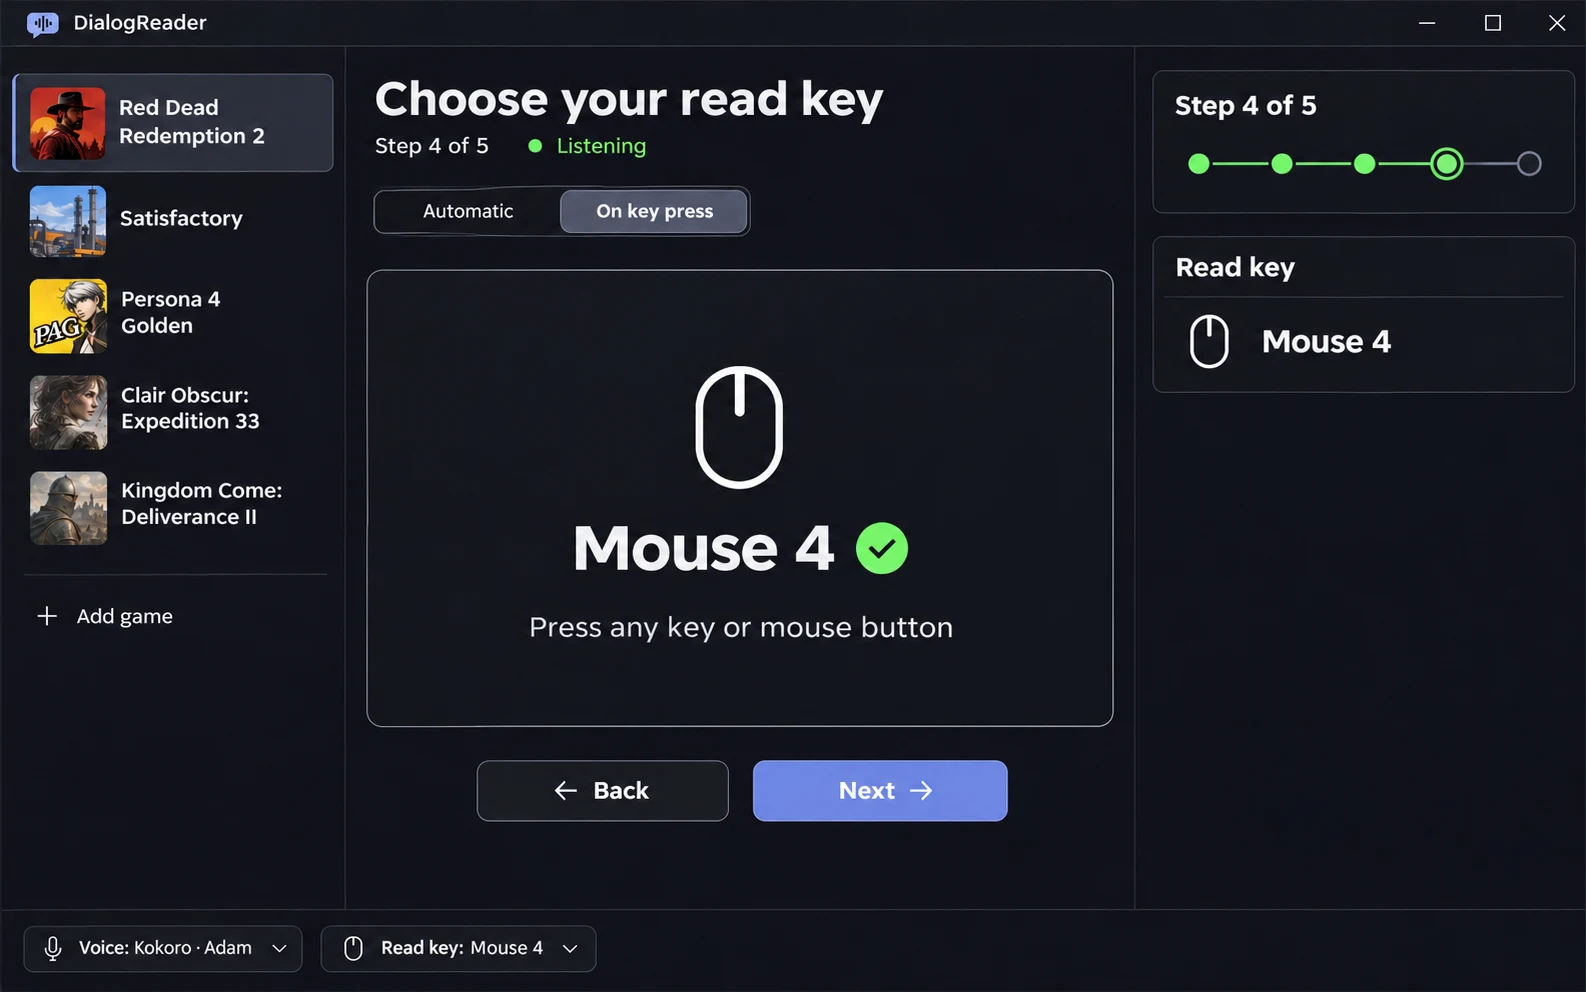 DialogReader
Red Dead
Redemption 2
Satisfactory
Persona 4
Golden
P4G
Clair Obscur:
Expedition 33
Kingdom Come:
Deliverance II
Add game
Choose your read key
Step 4 of 5
Listening
Automatic
On key press
Mouse 4
Press any key or mouse button
Back
Next
Step 4 of 5
Read key
Mouse 4
Voice: Kokoro · Adam
Read key: Mouse 4